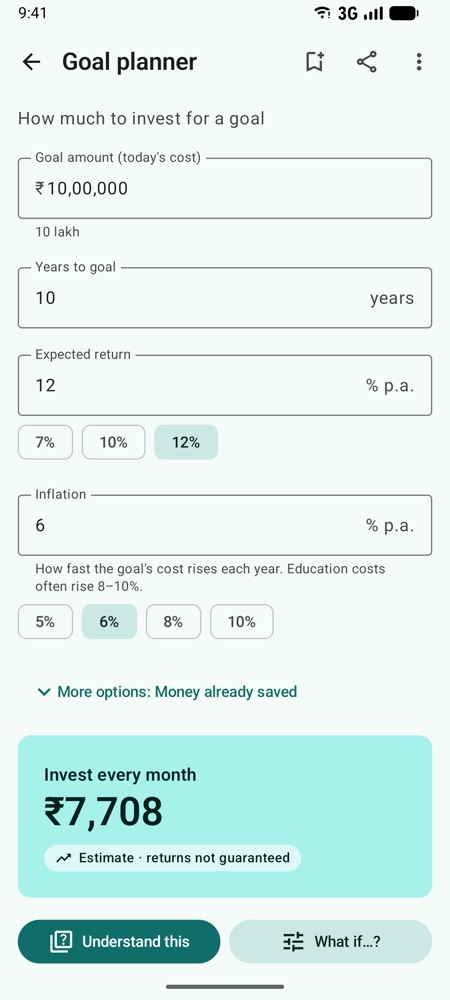 9:41
3G
Goal planner
How much to invest for a goal
Goal amount (today's cost)
₹10,00,000
10 lakh
Years to goal
10 years
Expected return
12 % p.a.
7% 10% 12%
Inflation
6 % p.a.
How fast the goal's cost rises each year. Education costs
often rise 8–10%.
5% 6% 8% 10%
More options: Money already saved
Invest every month
₹7,708
Estimate · returns not guaranteed
Understand this What if…?